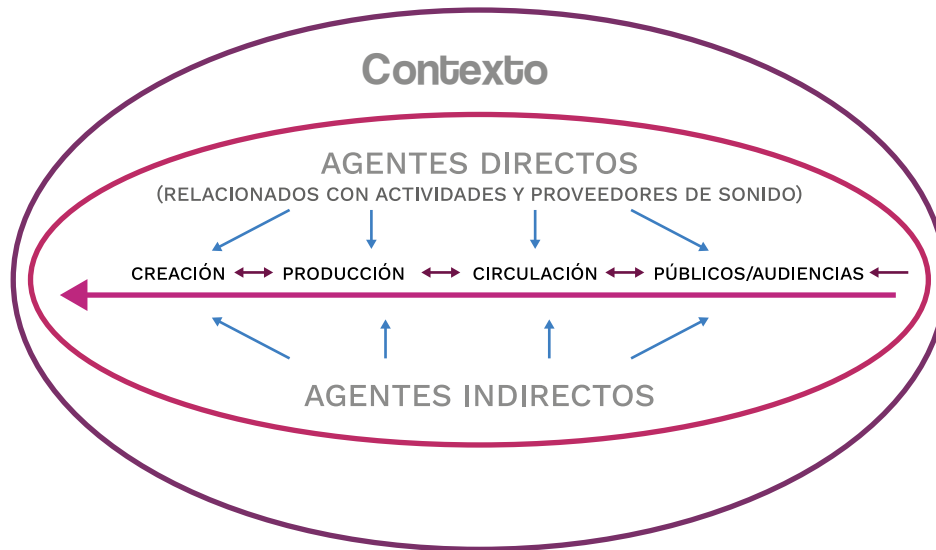 Contexto
AGENTES DIRECTOS
(RELACIONADOS CON ACTIVIDADES Y PROVEEDORES DE SONIDO)
CREACIÓN PRODUCCIÓN CIRCULACIÓN PÚBLICOS/AUDIENCIAS
AGENTES INDIRECTOS